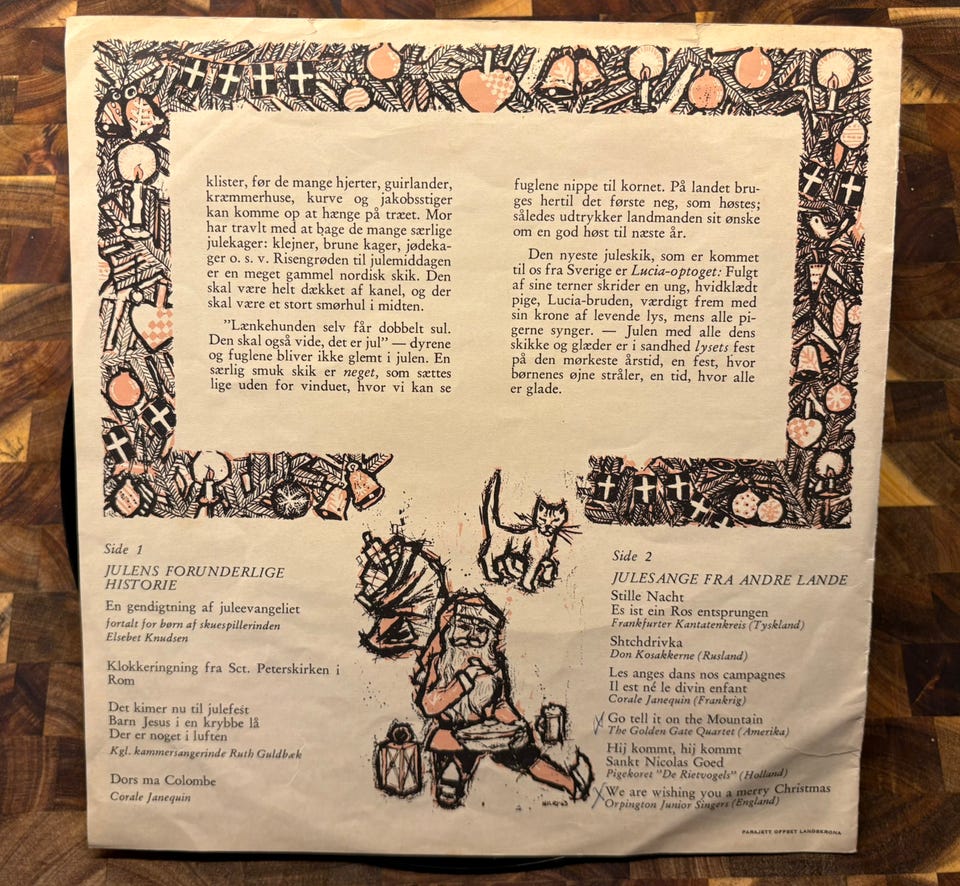 klister, før de mange hjerter, guirlander,
kræmmerhuse, kurve og jakobsstiger
kan komme op at hænge på træet. Mor
har travlt med at bage de mange særlige
julekager: klejner, brune kager, jødeka-
ger o. s. v. Risengrøden til julemiddagen
er en meget gammel nordisk skik. Den
skal være helt dækket af kanel, og der
skal være et stort smørhul i midten.
"Lænkehunden selv får dobbelt sul.
Den skal også vide, det er jul" — dyrene
og fuglene bliver ikke glemt i julen. En
særlig smuk skik er neget, som sættes
lige uden for vinduet, hvor vi kan se
fuglene nippe til kornet. På landet bru-
ges hertil det første neg, som høstes;
således udtrykker landmanden sit ønske
om en god høst til næste år.
Den nyeste juleskik, som er kommet
til os fra Sverige er Lucia-optoget: Fulgt
af sine terner skrider en ung, hvidklædt
pige, Lucia-bruden, værdigt frem med
sin krone af levende lys, mens alle pi-
gerne synger. — Julen med alle dens
skikke og glæder er i sandhed lysets fest
på den mørkeste årstid, en fest, hvor
børnenes øjne stråler, en tid, hvor alle
er glade.
Side 1
JULENS FORUNDERLIGE
HISTORIE
En gendigtning af juleevangeliet
fortalt for børn af skuespillerinden
Elsebet Knudsen
Klokkeringning fra Sct. Peterskirken i
Rom
Det kimer nu til julefest
Barn Jesus i en krybbe lå
Der er noget i luften
Kgl. kammersangerinde Ruth Guldbæk
Dors ma Colombe
Corale Janequin
Side 2
JULESANGE FRA ANDRE LANDE
Stille Nacht
Es ist ein Ros entsprungen
Frankfurter Kantatenkreis (Tyskland)
Shtchdrivka
Don Kosakkerne (Rusland)
Les anges dans nos campagnes
Il est né le divin enfant
Corale Janequin (Frankrig)
Go tell it on the Mountain
The Golden Gate Quartet (Amerika)
Hij kommt, hij kommt
Sankt Nicolas Goed
Pigekoret "De Rietvogels" (Holland)
We are wishing you a merry Christmas
Orpington Junior Singers (England)
PARAJETT OFFSET LANDSKRONA